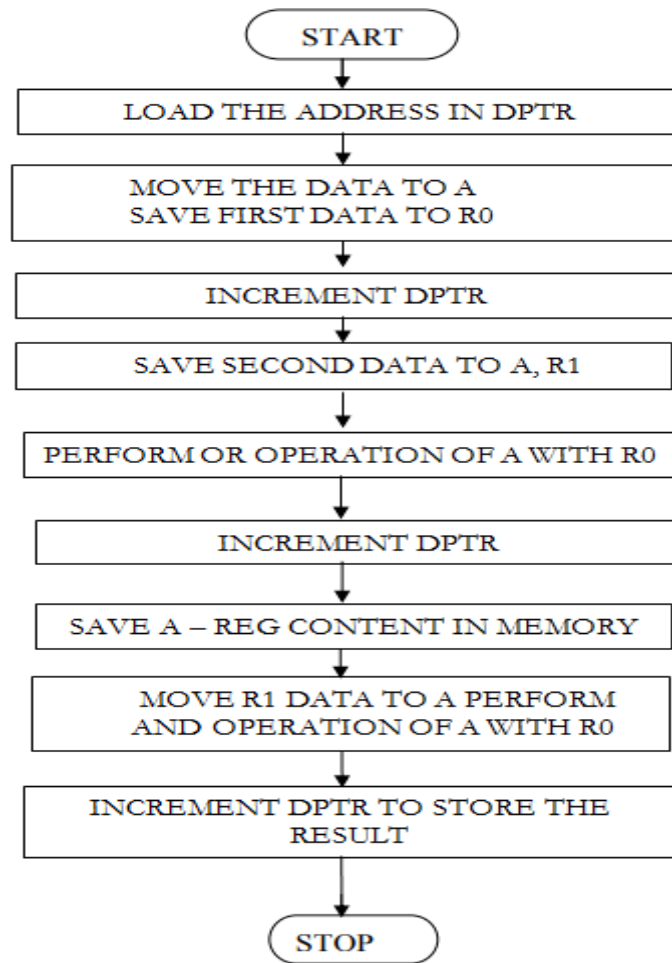 START
LOAD THE ADDRESS IN DPTR
MOVE THE DATA TO A
SAVE FIRST DATA TO R0
INCREMENT DPTR
SAVE SECOND DATA TO A, R1
PERFORM OR OPERATION OF A WITH R0
INCREMENT DPTR
SAVE A – REG CONTENT IN MEMORY
MOVE R1 DATA TO A PERFORM
AND OPERATION OF A WITH R0
INCREMENT DPTR TO STORE THE
RESULT
STOP